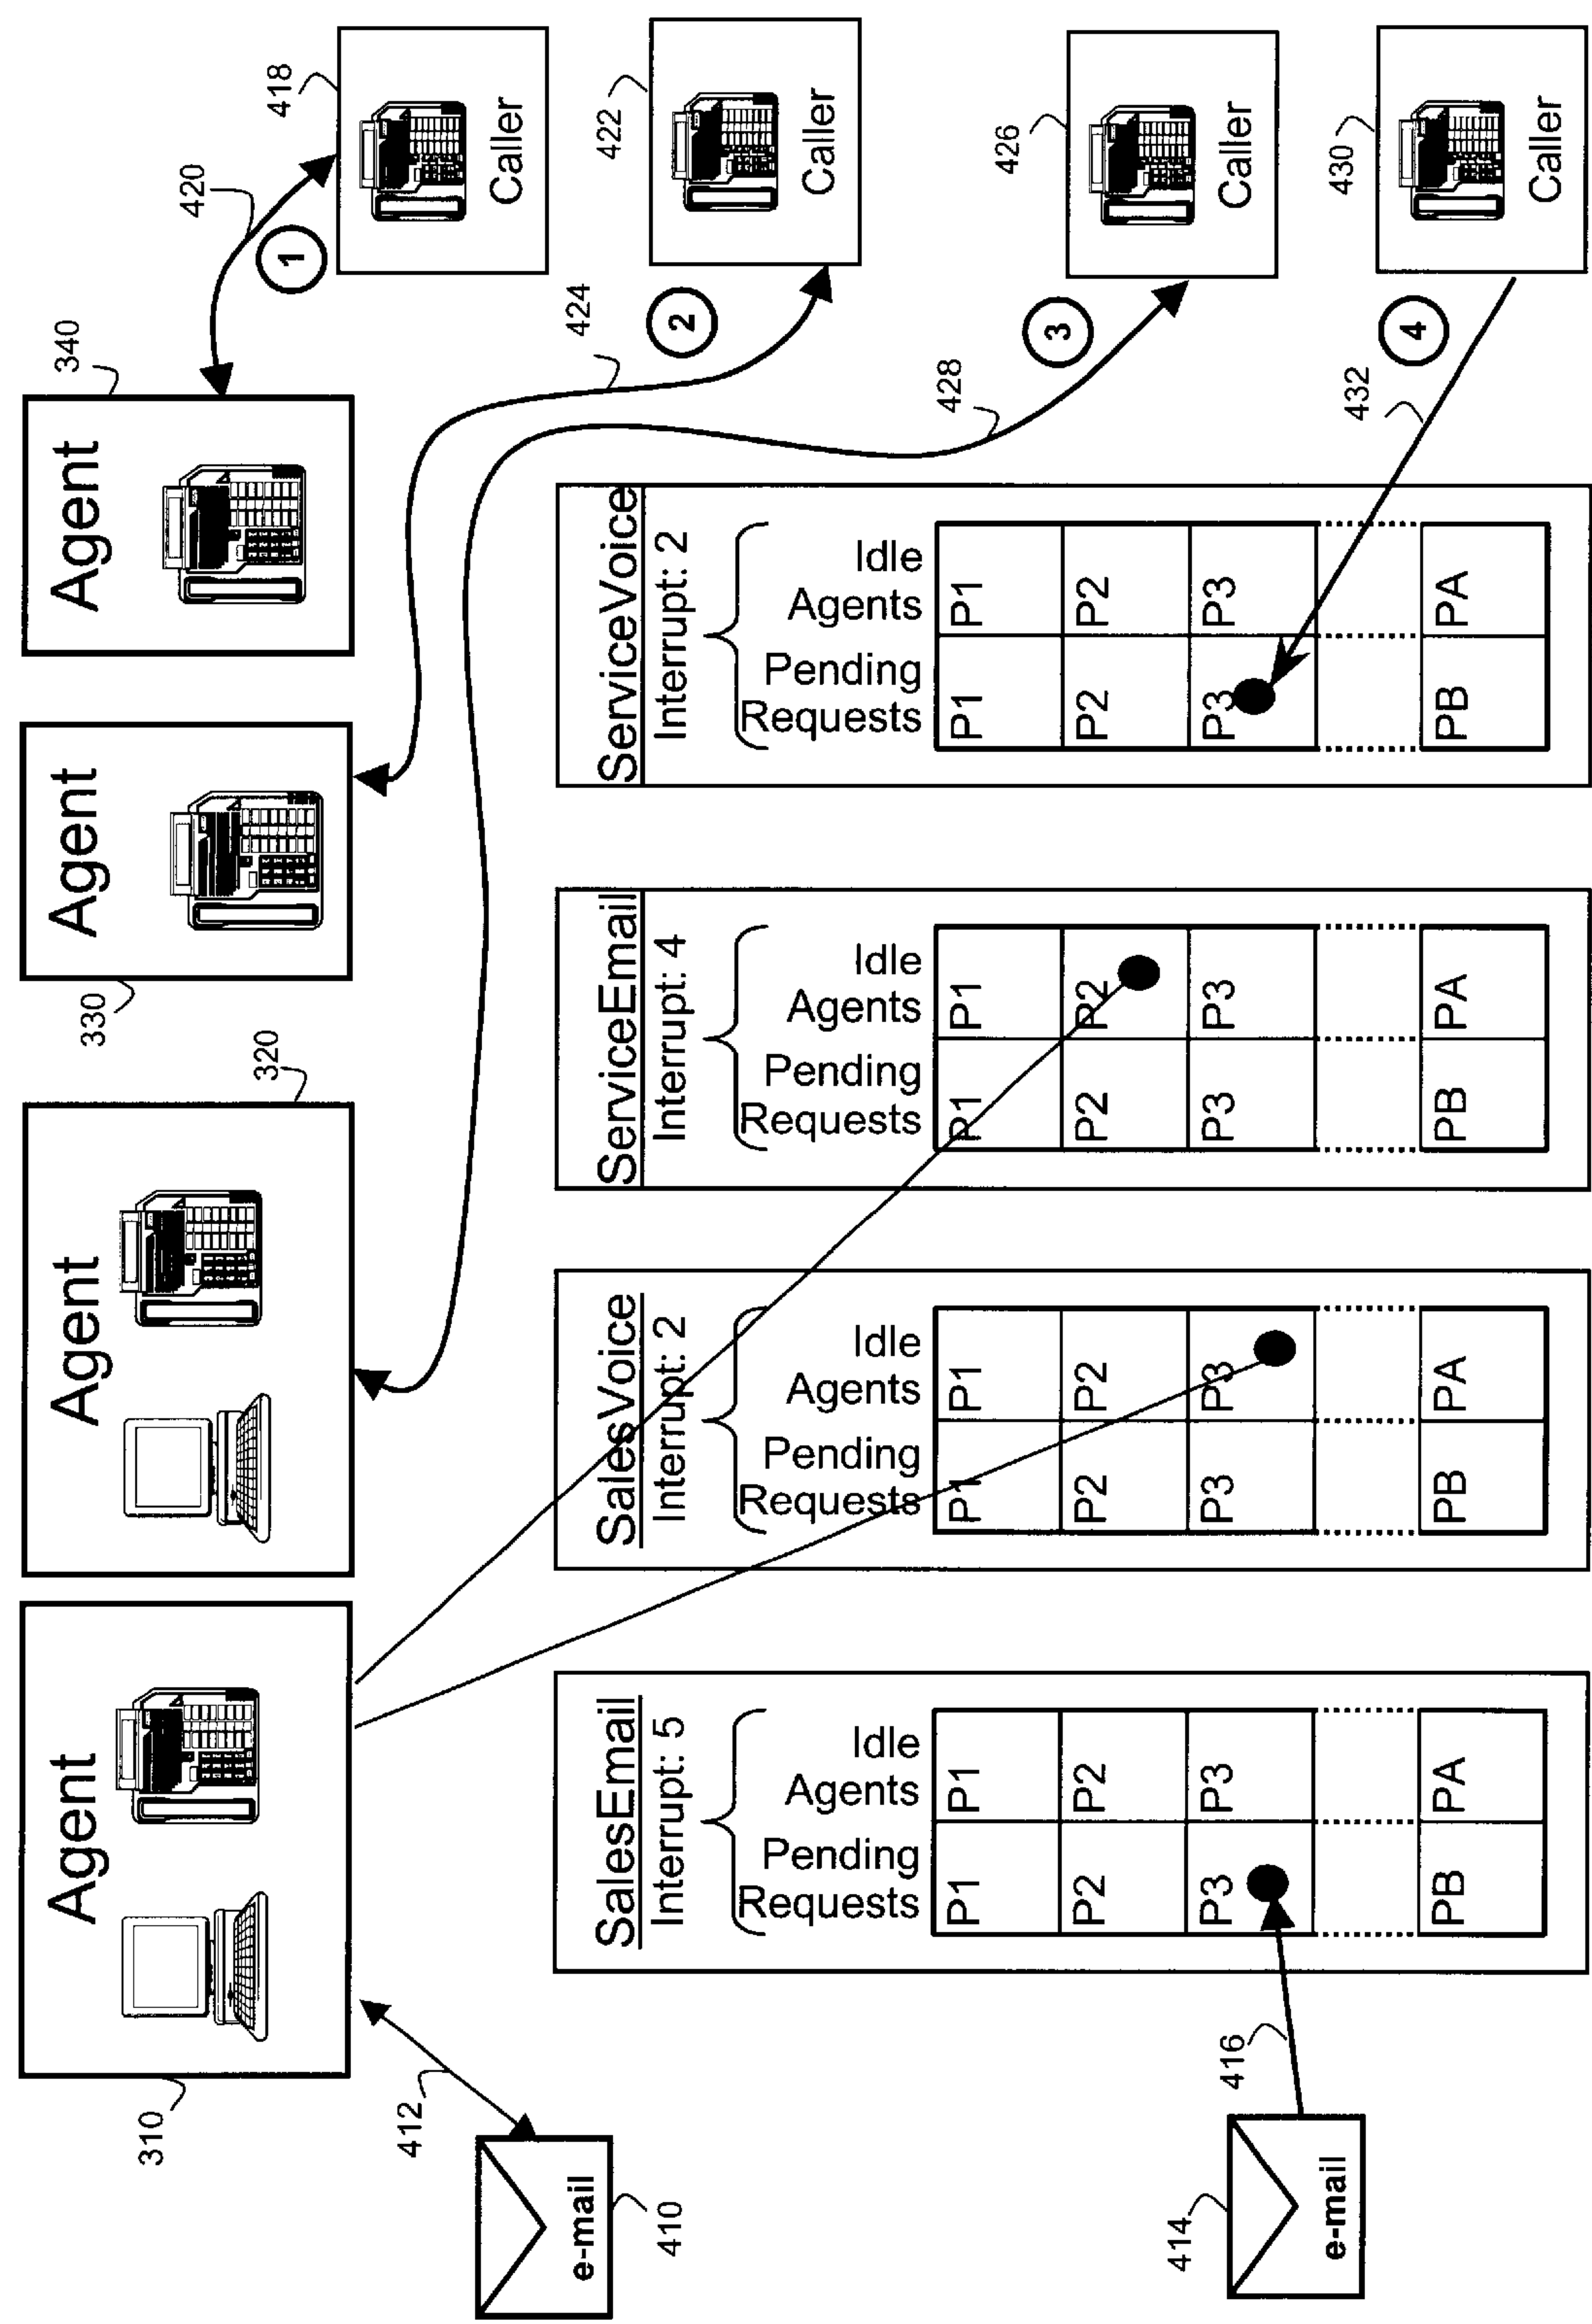 310
Agent
Agent
320
330
Agent
Agent
340
412
e-mail
410
420
1
418
Caller
424
2
422
Caller
428
3
426
Caller
432
4
430
Caller
414
e-mail
416
SalesEmail
Interrupt: 5
Pending Requests
Idle Agents
P1 P1
P2 P2
P3 P3
PB PA
SalesVoice
Interrupt: 2
Pending Requests
Idle Agents
P1 P1
P2 P2
P3 P3
PB PA
ServiceEmail
Interrupt: 4
Pending Requests
Idle Agents
P1 P1
P2 P2
P3 P3
PB PA
ServiceVoice
Interrupt: 2
Pending Requests
Idle Agents
P1 P1
P2 P2
P3 P3
PB PA